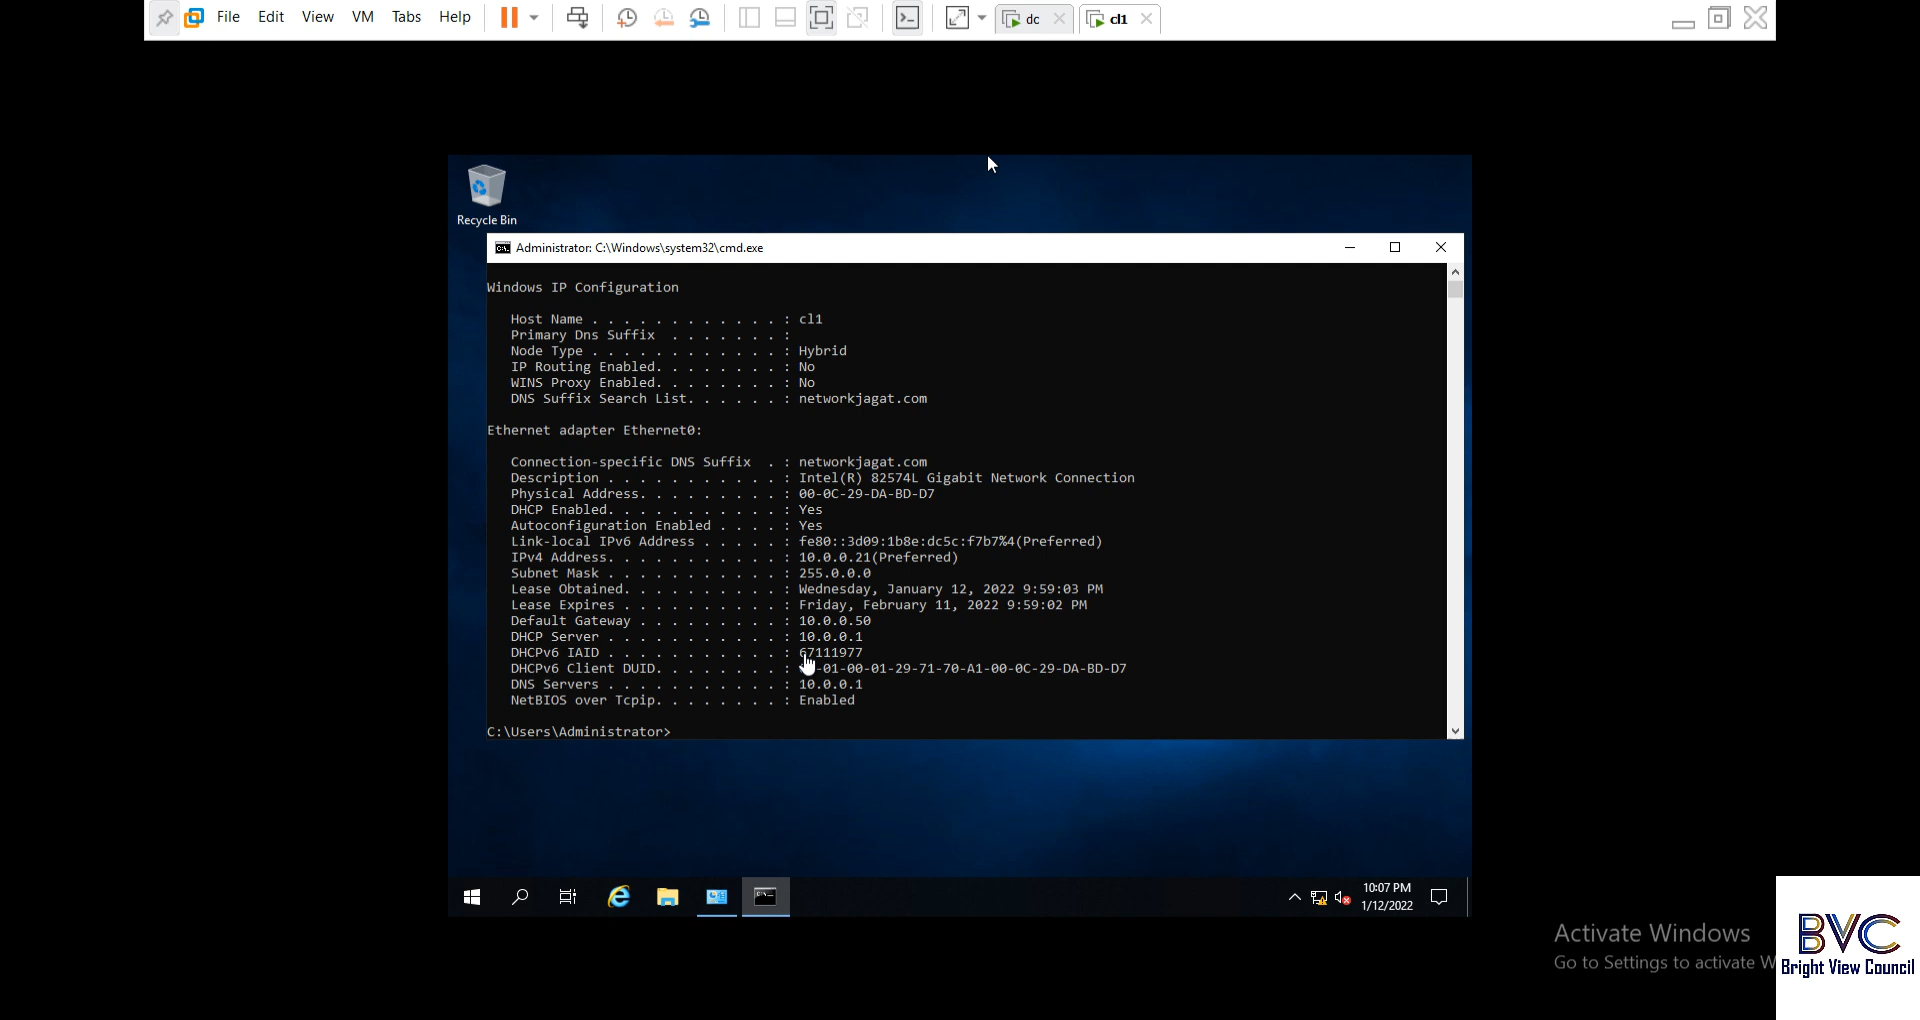 File Edit View VM Tabs Help dc cl1
Recycle Bin
Administrator: C:\Windows\system32\cmd.exe
Windows IP Configuration
Host Name . . . . . . . . . . . . : cl1
Primary Dns Suffix . . . . . . . :
Node Type . . . . . . . . . . . . : Hybrid
IP Routing Enabled. . . . . . . . : No
WINS Proxy Enabled. . . . . . . . : No
DNS Suffix Search List. . . . . . : networkjagat.com
Ethernet adapter Ethernet0:
Connection-specific DNS Suffix . : networkjagat.com
Description . . . . . . . . . . . : Intel(R) 82574L Gigabit Network Connection
Physical Address. . . . . . . . . : 00-0C-29-DA-BD-D7
DHCP Enabled. . . . . . . . . . . : Yes
Autoconfiguration Enabled . . . . : Yes
Link-local IPv6 Address . . . . . : fe80::3d09:1b8e:dc5c:f7b7%4(Preferred)
IPv4 Address. . . . . . . . . . . : 10.0.0.21(Preferred)
Subnet Mask . . . . . . . . . . . : 255.0.0.0
Lease Obtained. . . . . . . . . . : Wednesday, January 12, 2022 9:59:03 PM
Lease Expires . . . . . . . . . . : Friday, February 11, 2022 9:59:02 PM
Default Gateway . . . . . . . . . : 10.0.0.50
DHCP Server . . . . . . . . . . . : 10.0.0.1
DHCPv6 IAID . . . . . . . . . . . : 67111977
DHCPv6 Client DUID. . . . . . . . : -01-00-01-29-71-70-A1-00-0C-29-DA-BD-D7
DNS Servers . . . . . . . . . . . : 10.0.0.1
NetBIOS over Tcpip. . . . . . . . : Enabled
C:\Users\Administrator>
10:07 PM
1/12/2022
Activate Windows
Go to Settings to activate W
BVC
Bright View Council